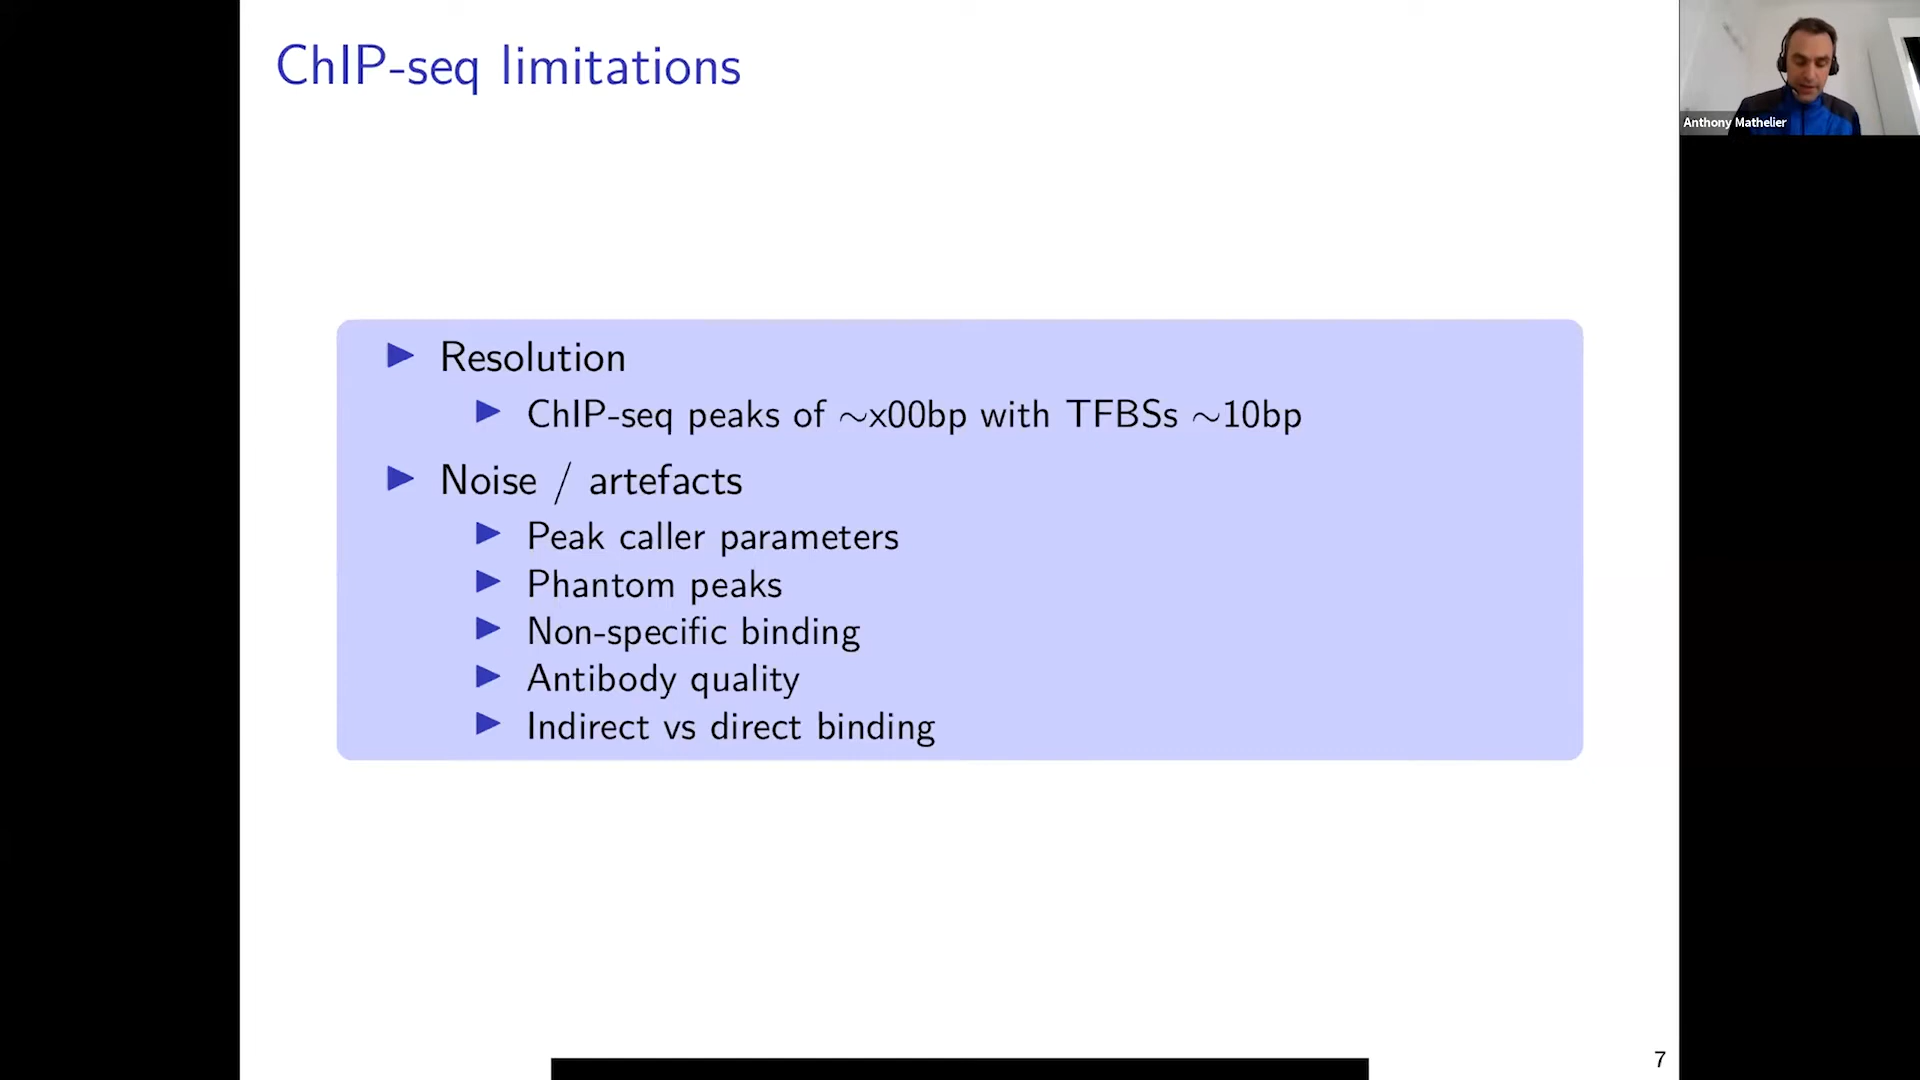 ChIP-seq limitations
Anthony Mathelier
Resolution
ChIP-seq peaks of ~x00bp with TFBSs ~10bp
Noise / artefacts
Peak caller parameters
Phantom peaks
Non-specific binding
Antibody quality
Indirect vs direct binding
7